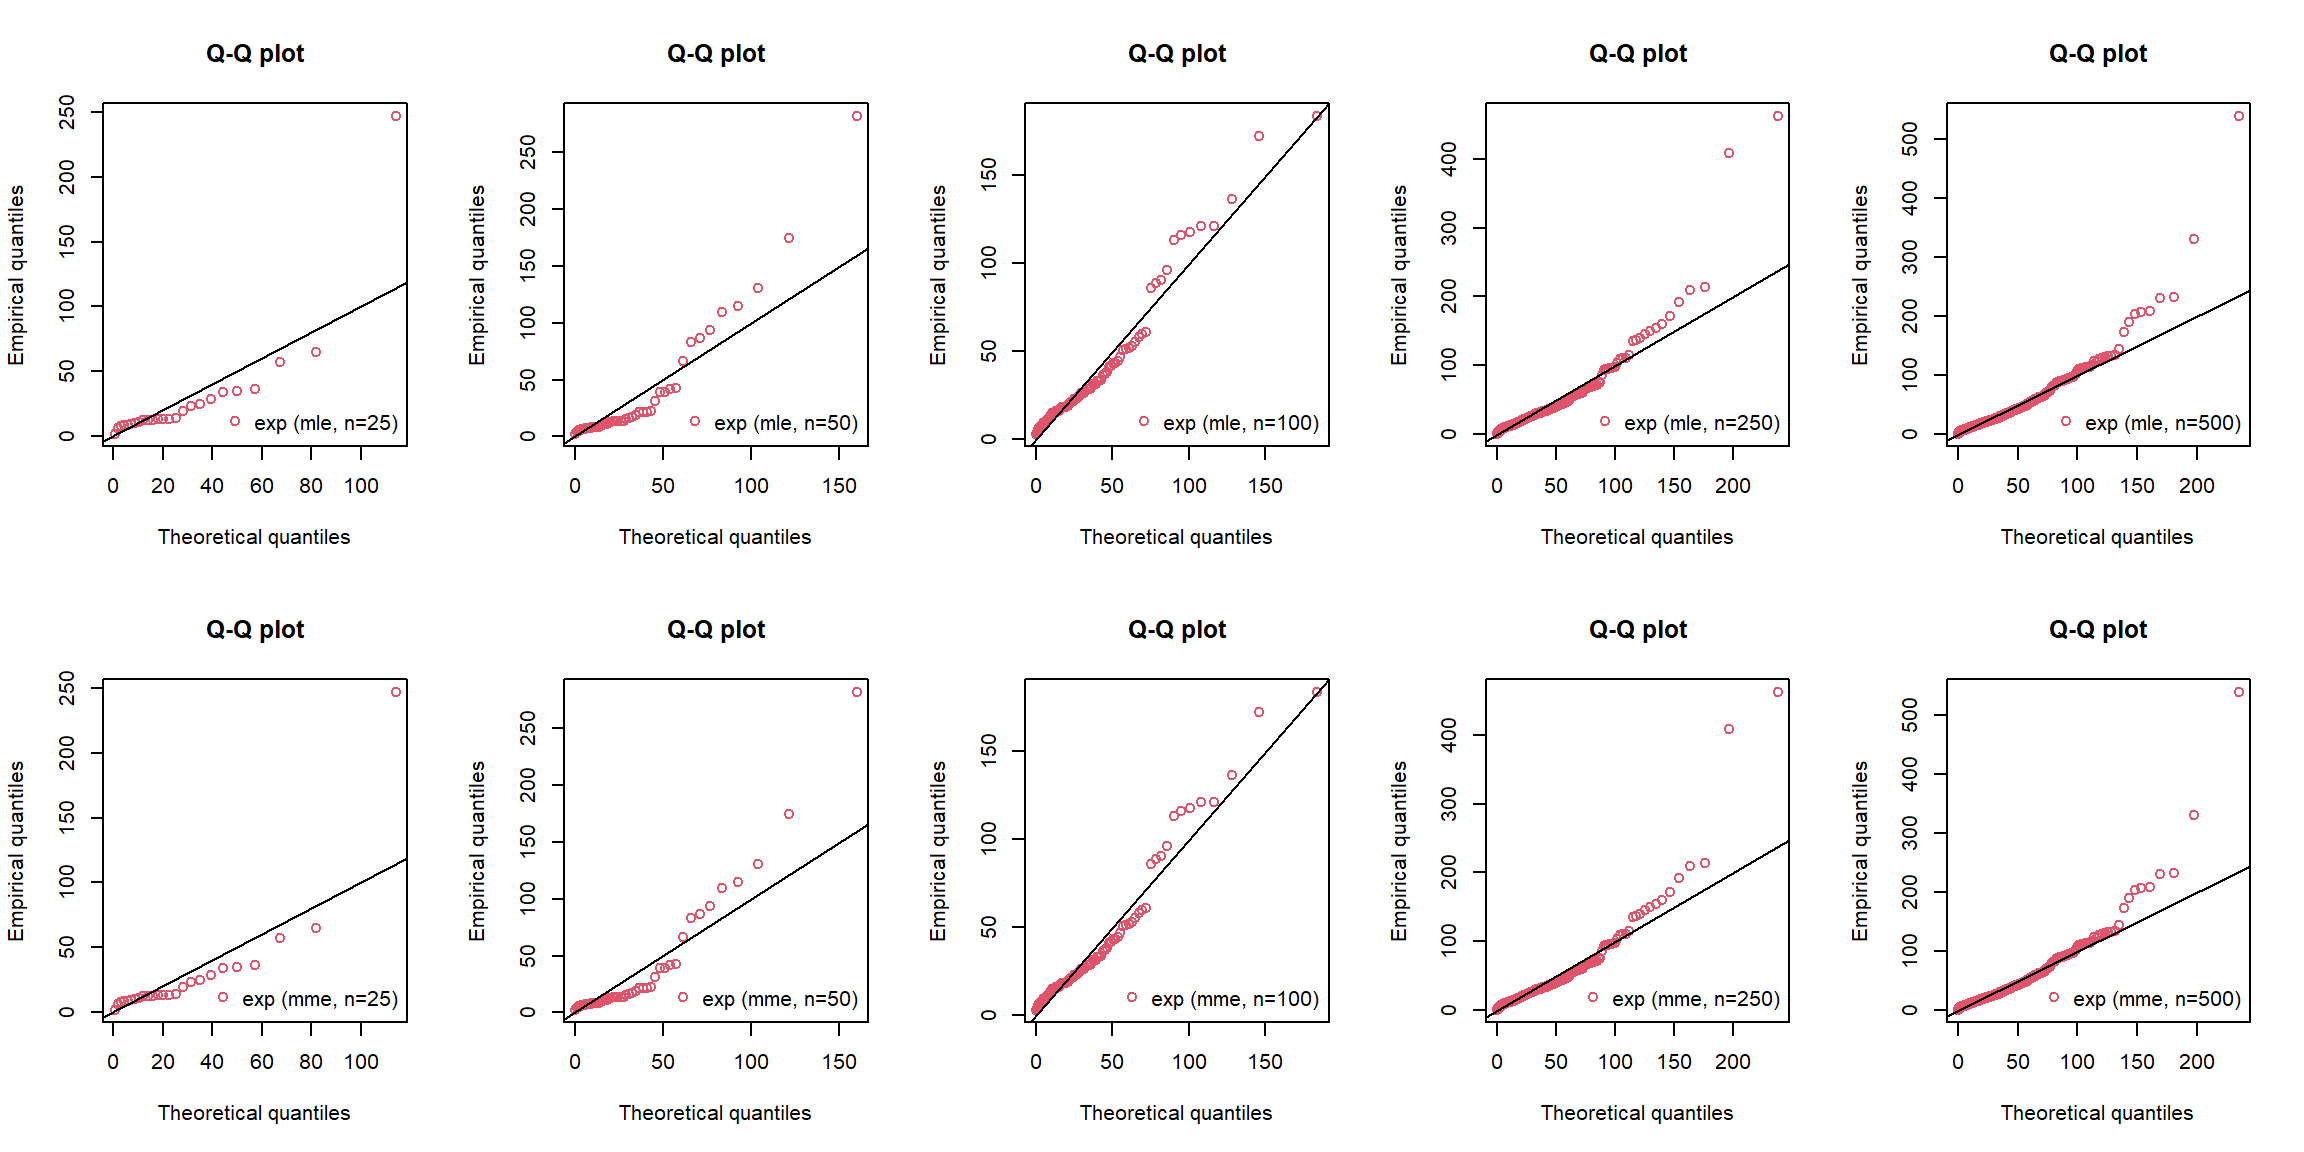 Q-Q plot
Empirical quantiles
250
200
150
100
50
0
exp (mle, n=25)
0 20 40 60 80 100
Theoretical quantiles
Q-Q plot
Empirical quantiles
250
200
150
100
50
0
exp (mle, n=50)
0 50 100 150
Theoretical quantiles
Q-Q plot
Empirical quantiles
150
100
50
0
exp (mle, n=100)
0 50 100 150
Theoretical quantiles
Q-Q plot
Empirical quantiles
400
300
200
100
0
exp (mle, n=250)
0 50 100 150 200
Theoretical quantiles
Q-Q plot
Empirical quantiles
500
400
300
200
100
0
exp (mle, n=500)
0 50 100 150 200
Theoretical quantiles
Q-Q plot
Empirical quantiles
250
200
150
100
50
0
exp (mme, n=25)
0 20 40 60 80 100
Theoretical quantiles
Q-Q plot
Empirical quantiles
250
200
150
100
50
0
exp (mme, n=50)
0 50 100 150
Theoretical quantiles
Q-Q plot
Empirical quantiles
150
100
50
0
exp (mme, n=100)
0 50 100 150
Theoretical quantiles
Q-Q plot
Empirical quantiles
400
300
200
100
0
exp (mme, n=250)
0 50 100 150 200
Theoretical quantiles
Q-Q plot
Empirical quantiles
500
400
300
200
100
0
exp (mme, n=500)
0 50 100 150 200
Theoretical quantiles